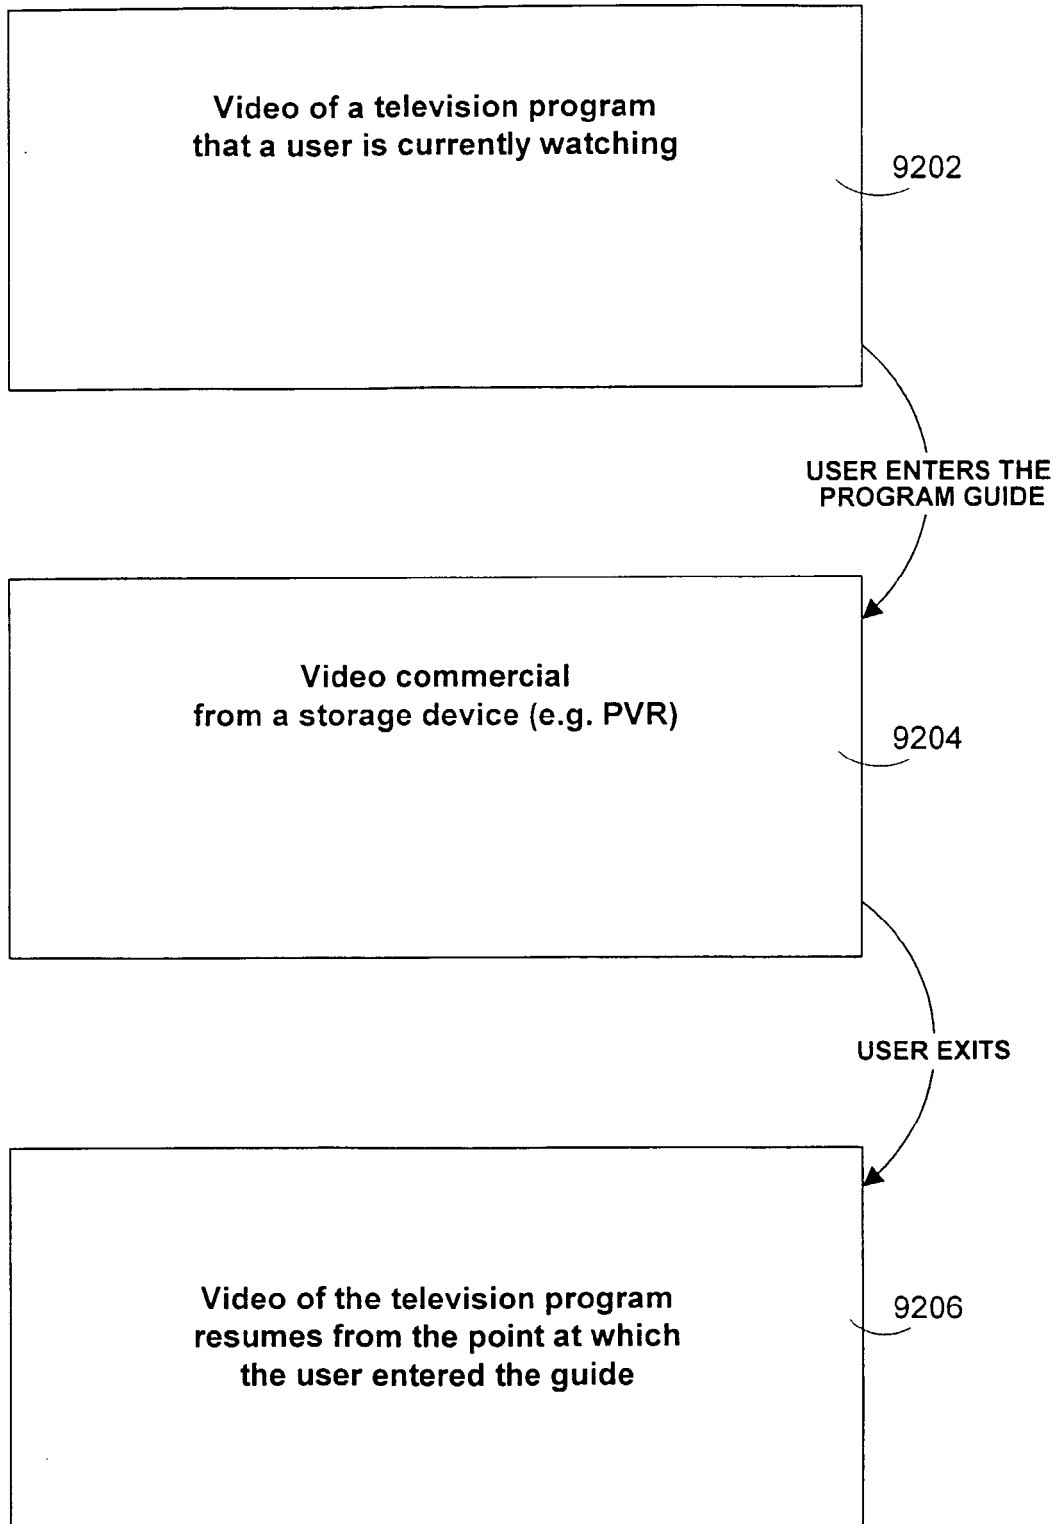 Video of a television program
that a user is currently watching
9202
USER ENTERS THE
PROGRAM GUIDE
Video commercial
from a storage device (e.g. PVR)
9204
USER EXITS
Video of the television program
resumes from the point at which
the user entered the guide
9206